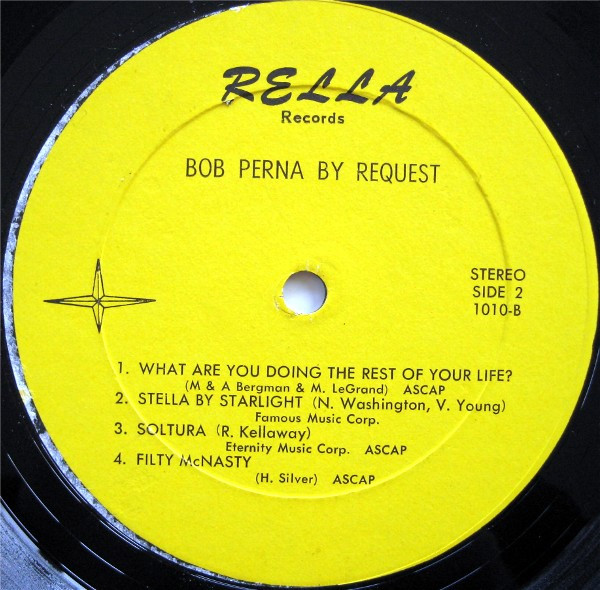 RELLA
Records
BOB PERNA BY REQUEST
STEREO
SIDE 2
1010-B
1. WHAT ARE YOU DOING THE REST OF YOUR LIFE?
(M & A Bergman & M. LeGrand) ASCAP
2. STELLA BY STARLIGHT (N. Washington, V. Young)
Famous Music Corp.
3. SOLTURA (R. Kellaway)
Eternity Music Corp. ASCAP
4. FILTY McNASTY
(H. Silver) ASCAP